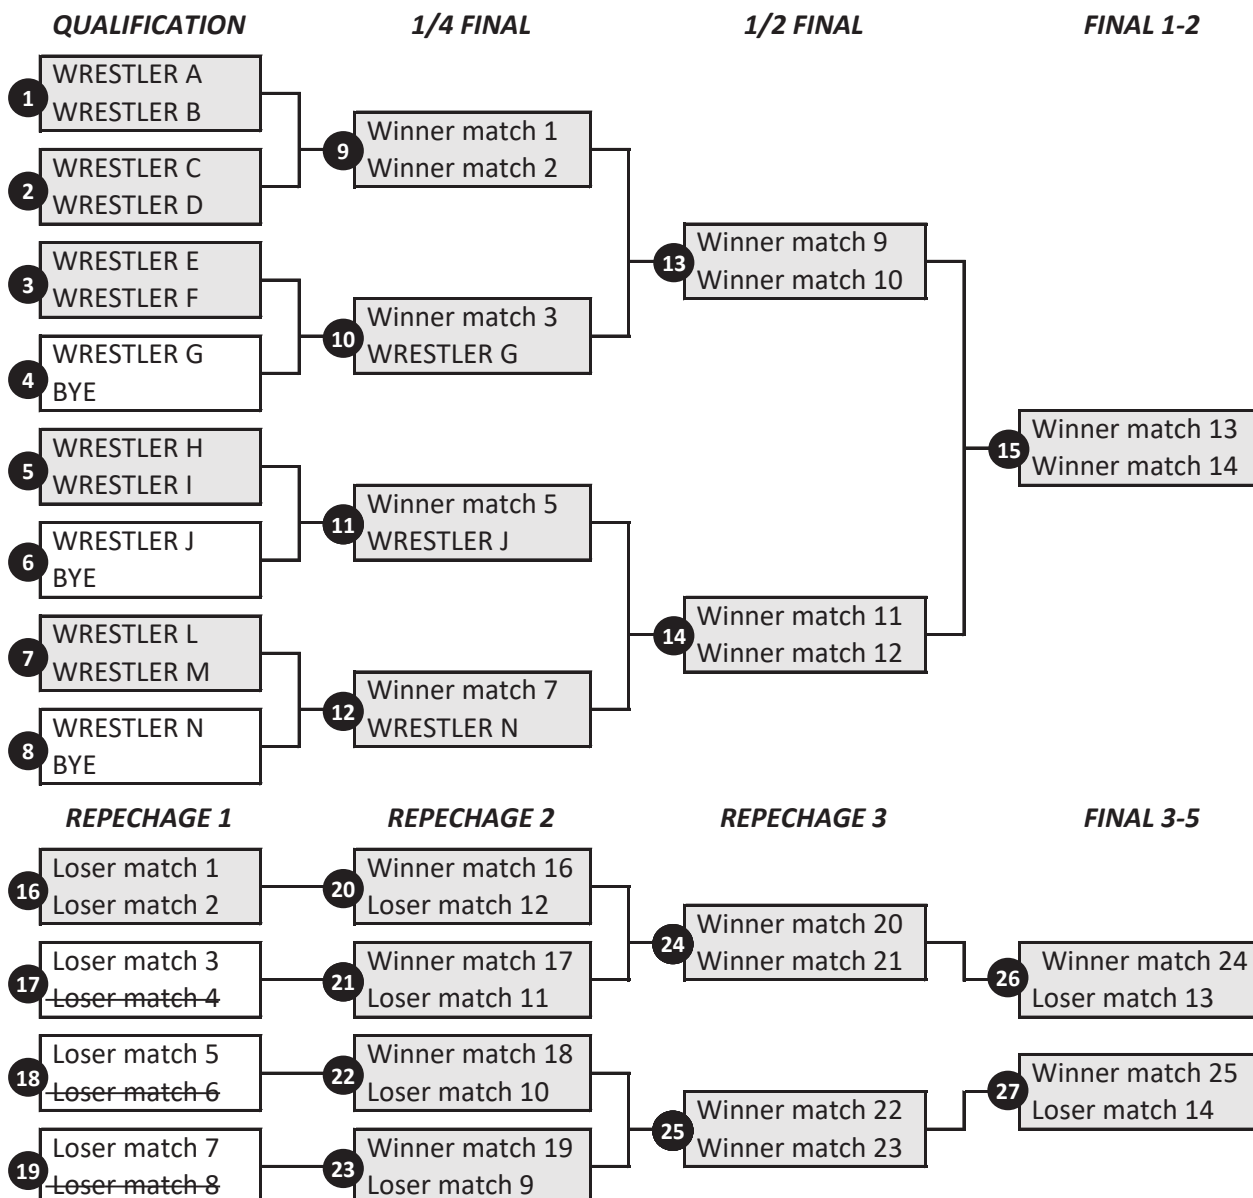 QUALIFICATION 1/4 FINAL 1/2 FINAL FINAL 1-2
1
WRESTLER A
WRESTLER B
2
WRESTLER C
WRESTLER D
3
WRESTLER E
WRESTLER F
4
WRESTLER G
BYE
5
WRESTLER H
WRESTLER I
6
WRESTLER J
BYE
7
WRESTLER L
WRESTLER M
8
WRESTLER N
BYE
9
Winner match 1
Winner match 2
10
Winner match 3
WRESTLER G
11
Winner match 5
WRESTLER J
12
Winner match 7
WRESTLER N
13
Winner match 9
Winner match 10
14
Winner match 11
Winner match 12
15
Winner match 13
Winner match 14
REPECHAGE 1 REPECHAGE 2 REPECHAGE 3 FINAL 3-5
16
Loser match 1
Loser match 2
17
Loser match 3
Loser match 4
18
Loser match 5
Loser match 6
19
Loser match 7
Loser match 8
20
Winner match 16
Loser match 12
21
Winner match 17
Loser match 11
22
Winner match 18
Loser match 10
23
Winner match 19
Loser match 9
24
Winner match 20
Winner match 21
25
Winner match 22
Winner match 23
26
Winner match 24
Loser match 13
27
Winner match 25
Loser match 14